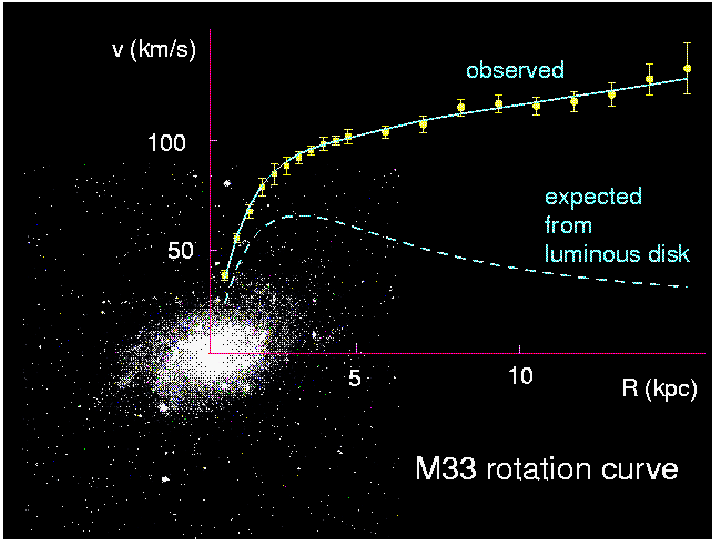 v (km/s)
observed
100
expected
from
luminous disk
50
5
10
R (kpc)
M33 rotation curve